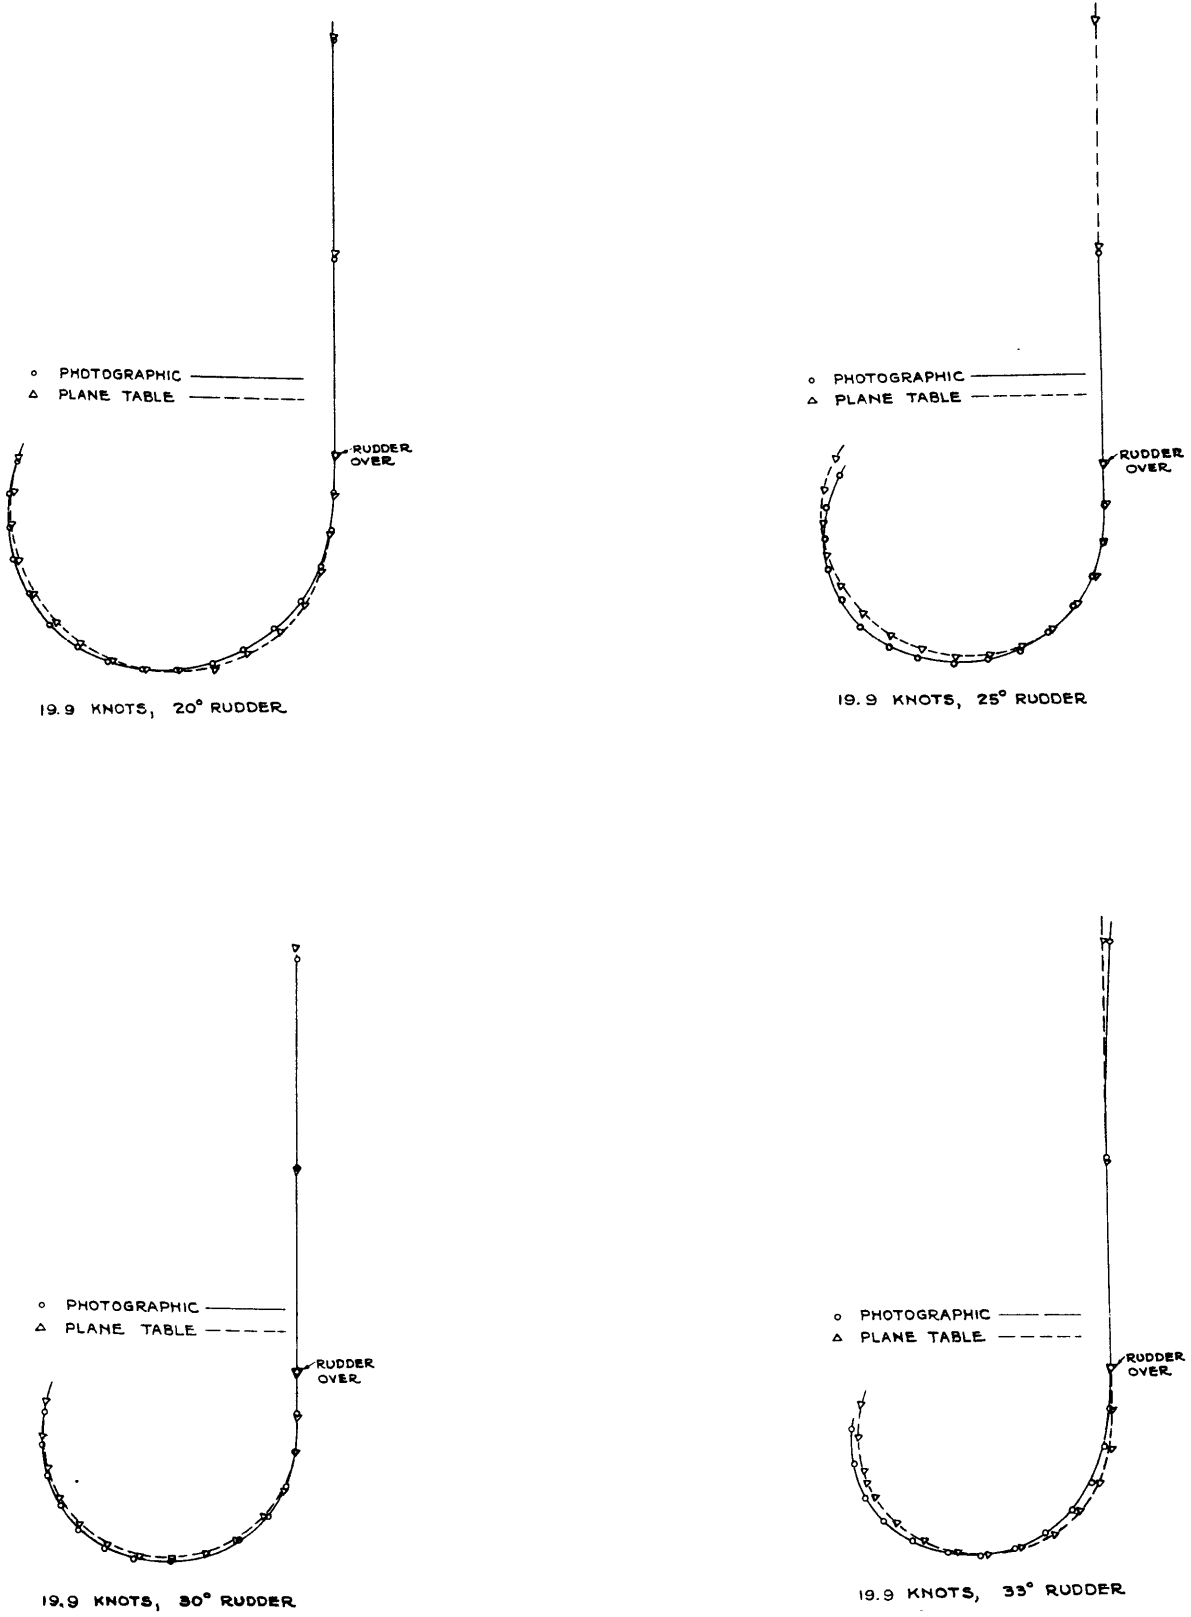 PHOTOGRAPHIC
PLANE TABLE
RUDDER
OVER
19.9 KNOTS, 20° RUDDER
PHOTOGRAPHIC
PLANE TABLE
RUDDER
OVER
19.9 KNOTS, 25° RUDDER
PHOTOGRAPHIC
PLANE TABLE
RUDDER
OVER
19.9 KNOTS, 30° RUDDER
PHOTOGRAPHIC
PLANE TABLE
RUDDER
OVER
19.9 KNOTS, 33° RUDDER